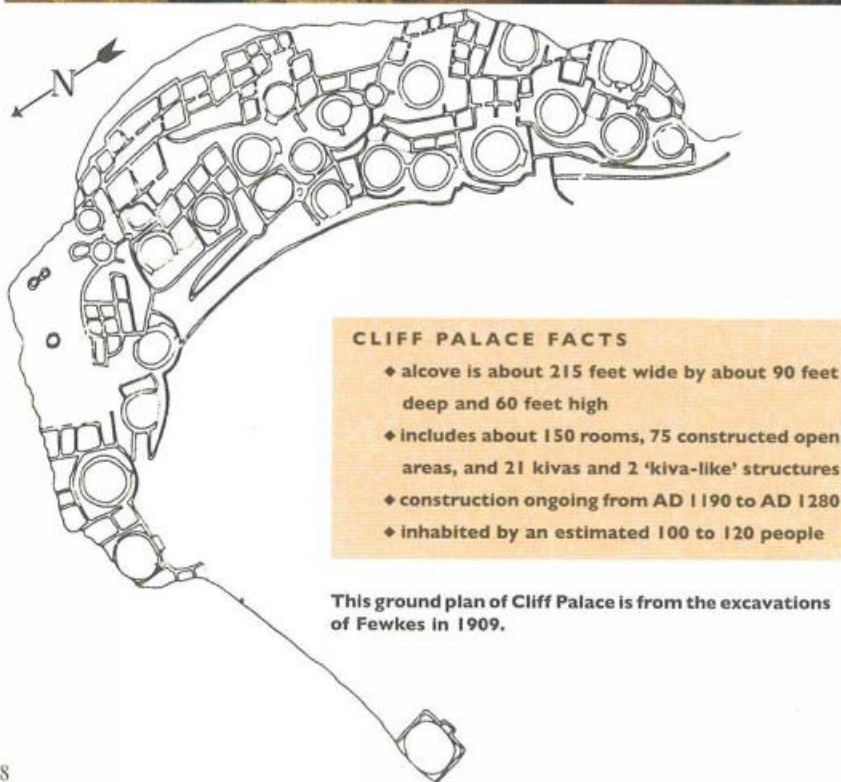 N
CLIFF PALACE FACTS
◆ alcove is about 215 feet wide by about 90 feet
deep and 60 feet high
◆ includes about 150 rooms, 75 constructed open
areas, and 21 kivas and 2 ‘kiva-like’ structures
◆ construction ongoing from AD 1190 to AD 1280
◆ inhabited by an estimated 100 to 120 people
This ground plan of Cliff Palace is from the excavations
of Fewkes in 1909.
8